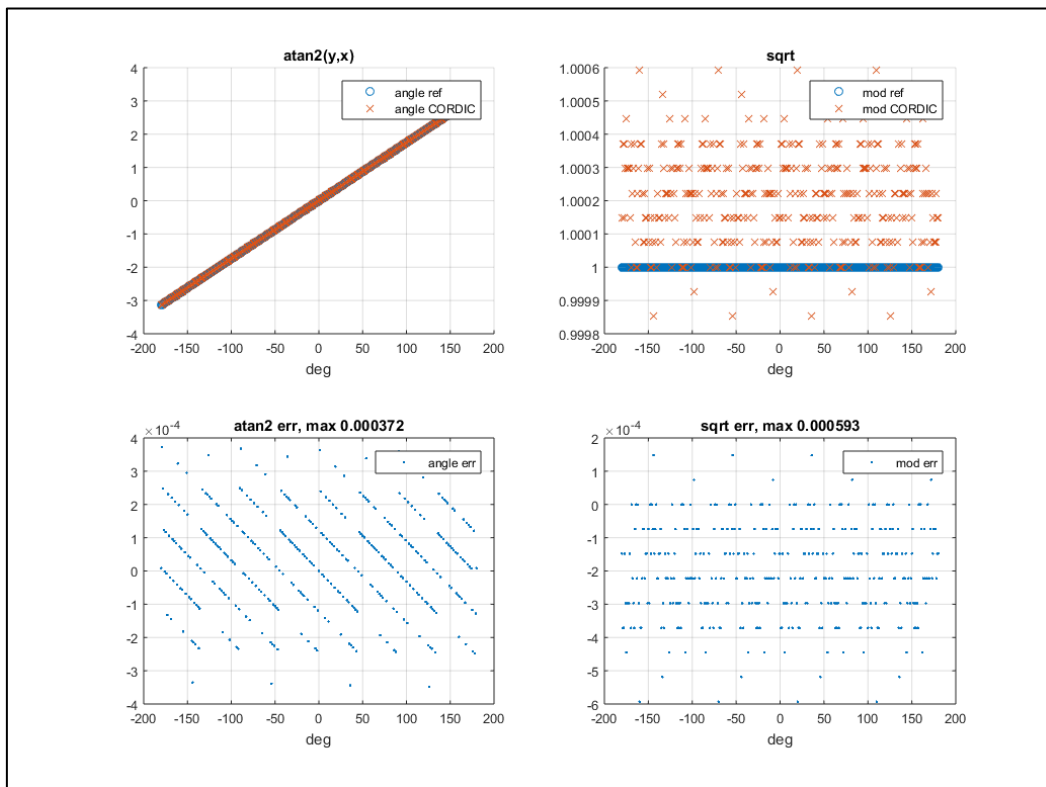 atan2(y,x)
4
3
2
1
0
-1
-2
-3
-4
-200 -150 -100 -50 0 50 100 150 200
deg
angle ref
angle CORDIC
sqrt
1.0006
1.0005
1.0004
1.0003
1.0002
1.0001
1
0.9999
0.9998
-200 -150 -100 -50 0 50 100 150 200
deg
mod ref
mod CORDIC
atan2 err, max 0.000372
×10-4
4
3
2
1
0
-1
-2
-3
-4
-200 -150 -100 -50 0 50 100 150 200
deg
angle err
sqrt err, max 0.000593
×10-4
2
1
0
-1
-2
-3
-4
-5
-6
-200 -150 -100 -50 0 50 100 150 200
deg
mod err